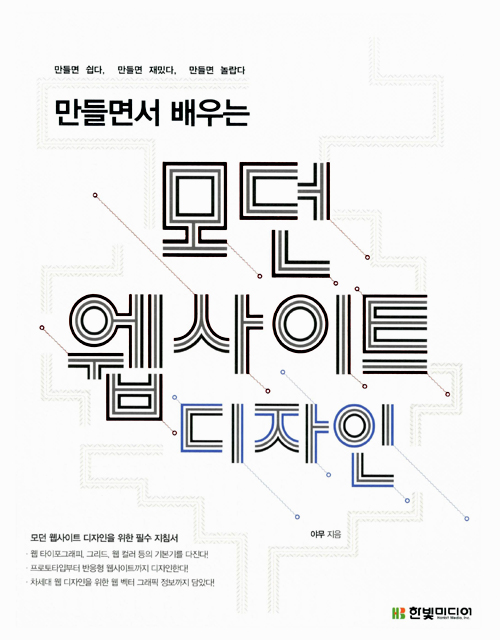 만들면 쉽다, 만들면 재밌다, 만들면 놀랍다
만들면서 배우는
모던
웹사이트
디자인
모던 웹사이트 디자인을 위한 필수 지침서
· 웹 타이포그래피, 그리드, 웹 컬러 등의 기본기를 다진다!
· 프로토타입부터 반응형 웹사이트까지 디자인한다!
· 차세대 웹 디자인을 위한 웹 벡터 그래픽 정보까지 담았다!
야무 지음
HB 한빛미디어
Hanbit Media, Inc.